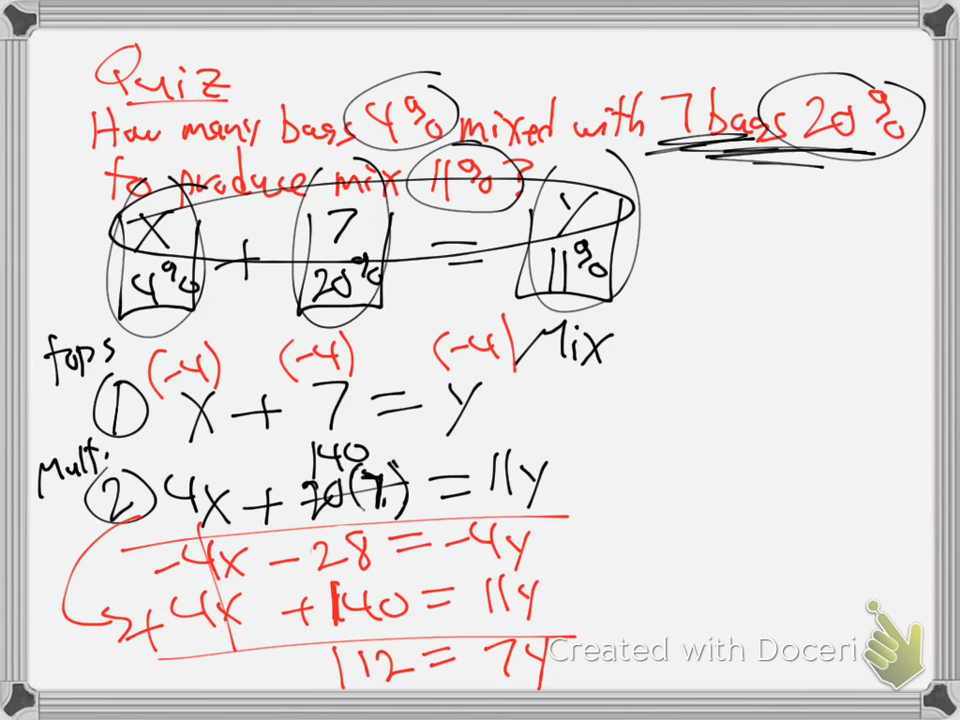 Quiz
How many bags 4% mixed with 7 bags 20%
to produce mix 11%?
x + 7 = y
4% 20% 11%
Mix
tops (-4) (-4) (-4)
① x + 7 = y
140
Mult. ② 4x + 20(7) = 11y
-4x - 28 = -4y
+ 4x + 140 = 11y
112 = 7y
Created with Doceri